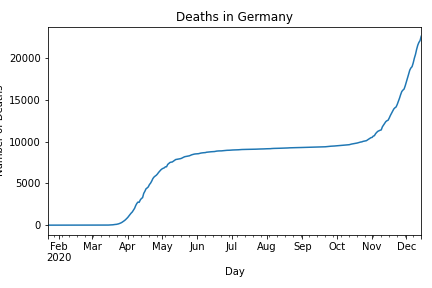 Deaths in Germany
Number of Deaths
20000
15000
10000
5000
0
Feb Mar Apr May Jun Jul Aug Sep Oct Nov Dec
2020
Day